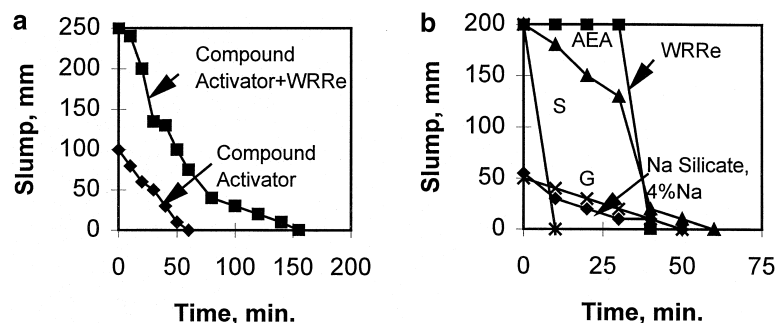 a
250
200
150
100
50
0
Slump, mm
Compound
Activator+WRRe
Compound
Activator
0 50 100 150 200
Time, min.
b
200
150
100
50
0
Slump, mm
AEA
WRRe
S
G
Na Silicate,
4%Na
0 25 50 75
Time, min.